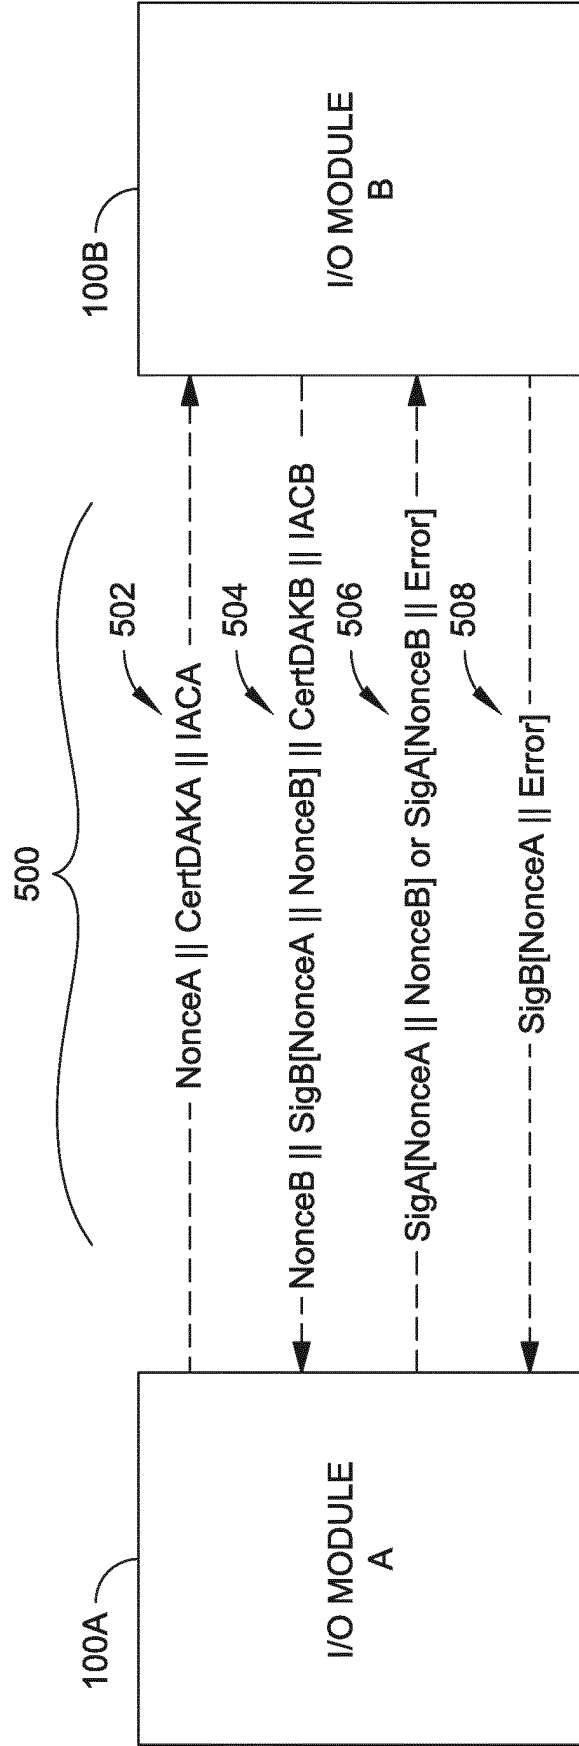 500
100A
100B
I/O MODULE
A
I/O MODULE
B
502
NonceA || CertDAKA || IACA
504
NonceB || SigB[NonceA || NonceB] || CertDAKB || IACB
506
SigA[NonceA || NonceB] or SigA[NonceB || Error]
508
SigB[NonceA || Error]